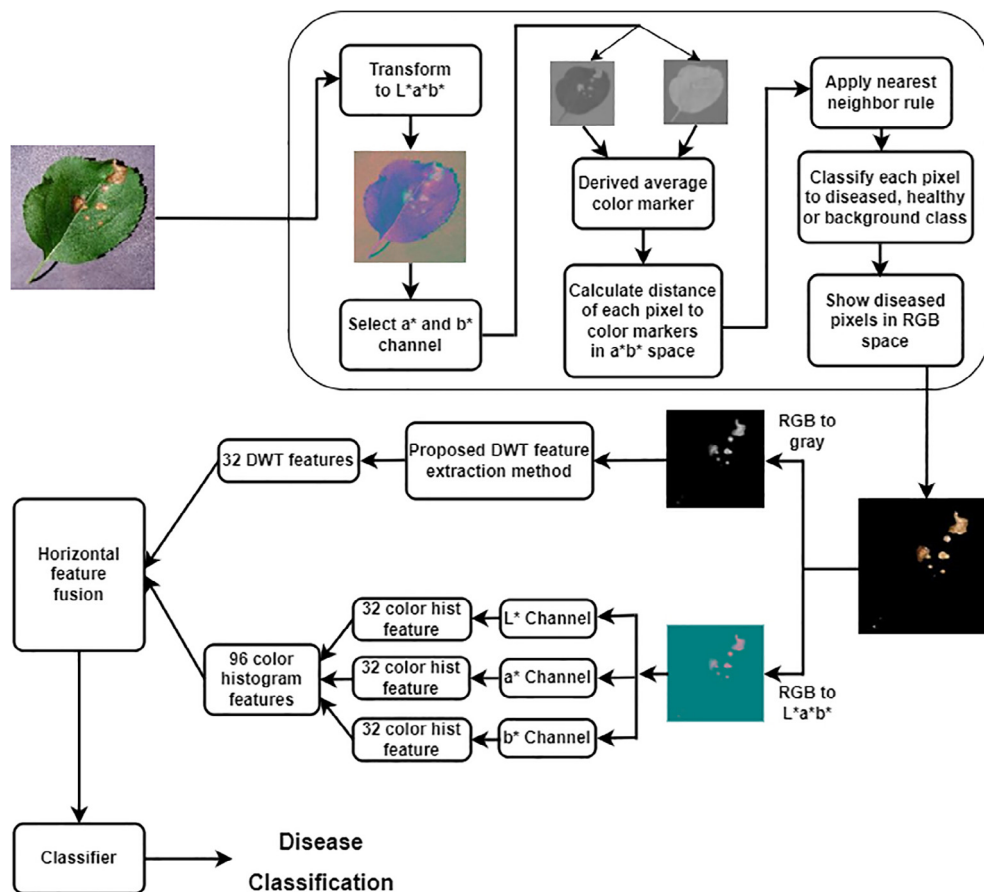 Transform
to L*a*b*
Select a* and b*
channel
Derived average
color marker
Calculate distance
of each pixel to
color markers
in a*b* space
Apply nearest
neighbor rule
Classify each pixel
to diseased, healthy
or background class
Show diseased
pixels in RGB
space
RGB to
gray
Proposed DWT feature
extraction method
32 DWT features
RGB to
L*a*b*
L* Channel
a* Channel
b* Channel
32 color hist
feature
32 color hist
feature
32 color hist
feature
96 color
histogram
features
Horizontal
feature
fusion
Classifier
Disease
Classification